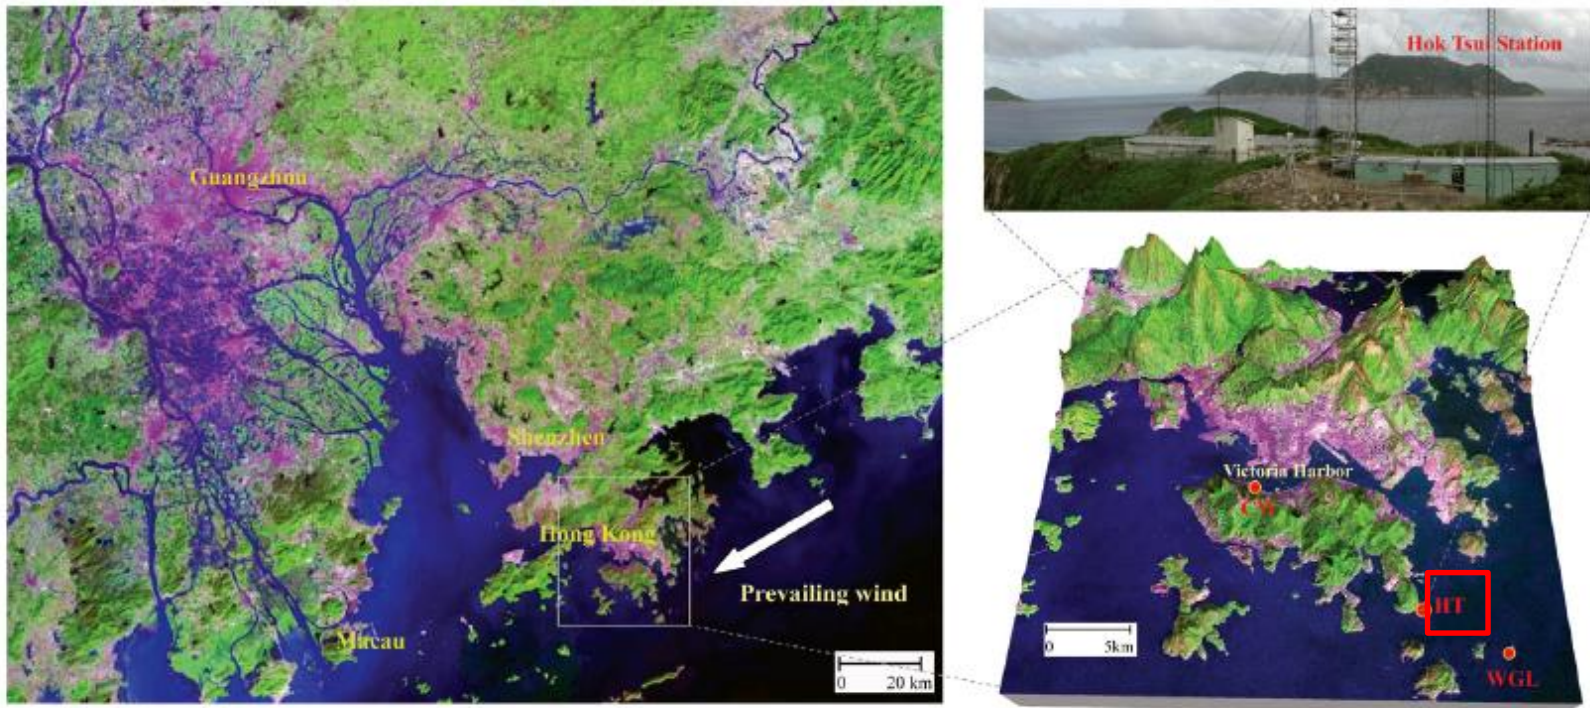 Guangzhou
Shenzhen
Hong Kong
Macau
Prevailing wind
0 20 km
Hok Tsui Station
Victoria Harbor
CW
HT
WGL
0 5km